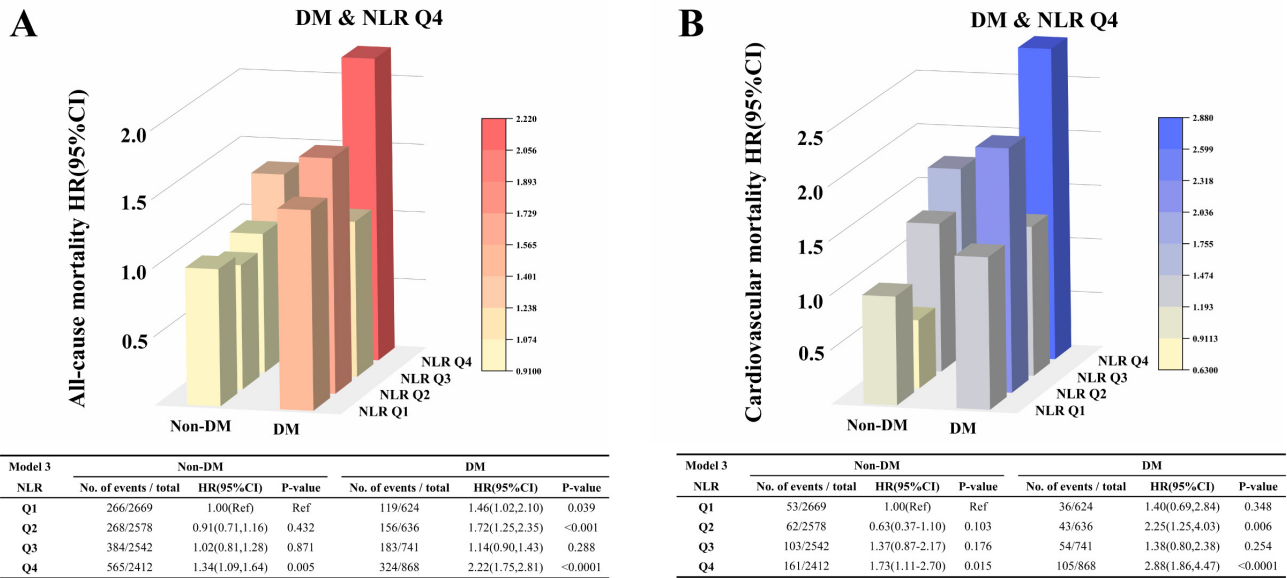 A
DM & NLR Q4
All-cause mortality HR(95%CI)
2.0
1.5
1.0
0.5
2.220
2.056
1.893
1.729
1.565
1.401
1.238
1.074
0.9100
NLR Q4
NLR Q3
NLR Q2
NLR Q1
Non-DM
DM
Model 3 Non-DM DM
NLR No. of events / total HR(95%CI) P-value No. of events / total HR(95%CI) P-value
Q1 266/2669 1.00(Ref) Ref 119/624 1.46(1.02,2.10) 0.039
Q2 268/2578 0.91(0.71,1.16) 0.432 156/636 1.72(1.25,2.35) <0.001
Q3 384/2542 1.02(0.81,1.28) 0.871 183/741 1.14(0.90,1.43) 0.288
Q4 565/2412 1.34(1.09,1.64) 0.005 324/868 2.22(1.75,2.81) <0.0001
B
DM & NLR Q4
Cardiovascular mortality HR(95%CI)
2.5
2.0
1.5
1.0
0.5
2.880
2.599
2.318
2.036
1.755
1.474
1.193
0.9113
0.6300
NLR Q4
NLR Q3
NLR Q2
NLR Q1
Non-DM
DM
Model 3 Non-DM DM
NLR No. of events / total HR(95%CI) P-value No. of events / total HR(95%CI) P-value
Q1 53/2669 1.00(Ref) Ref 36/624 1.40(0.69,2.84) 0.348
Q2 62/2578 0.63(0.37-1.10) 0.103 43/636 2.25(1.25,4.03) 0.006
Q3 103/2542 1.37(0.87-2.17) 0.176 54/741 1.38(0.80,2.38) 0.254
Q4 161/2412 1.73(1.11-2.70) 0.015 105/868 2.88(1.86,4.47) <0.0001